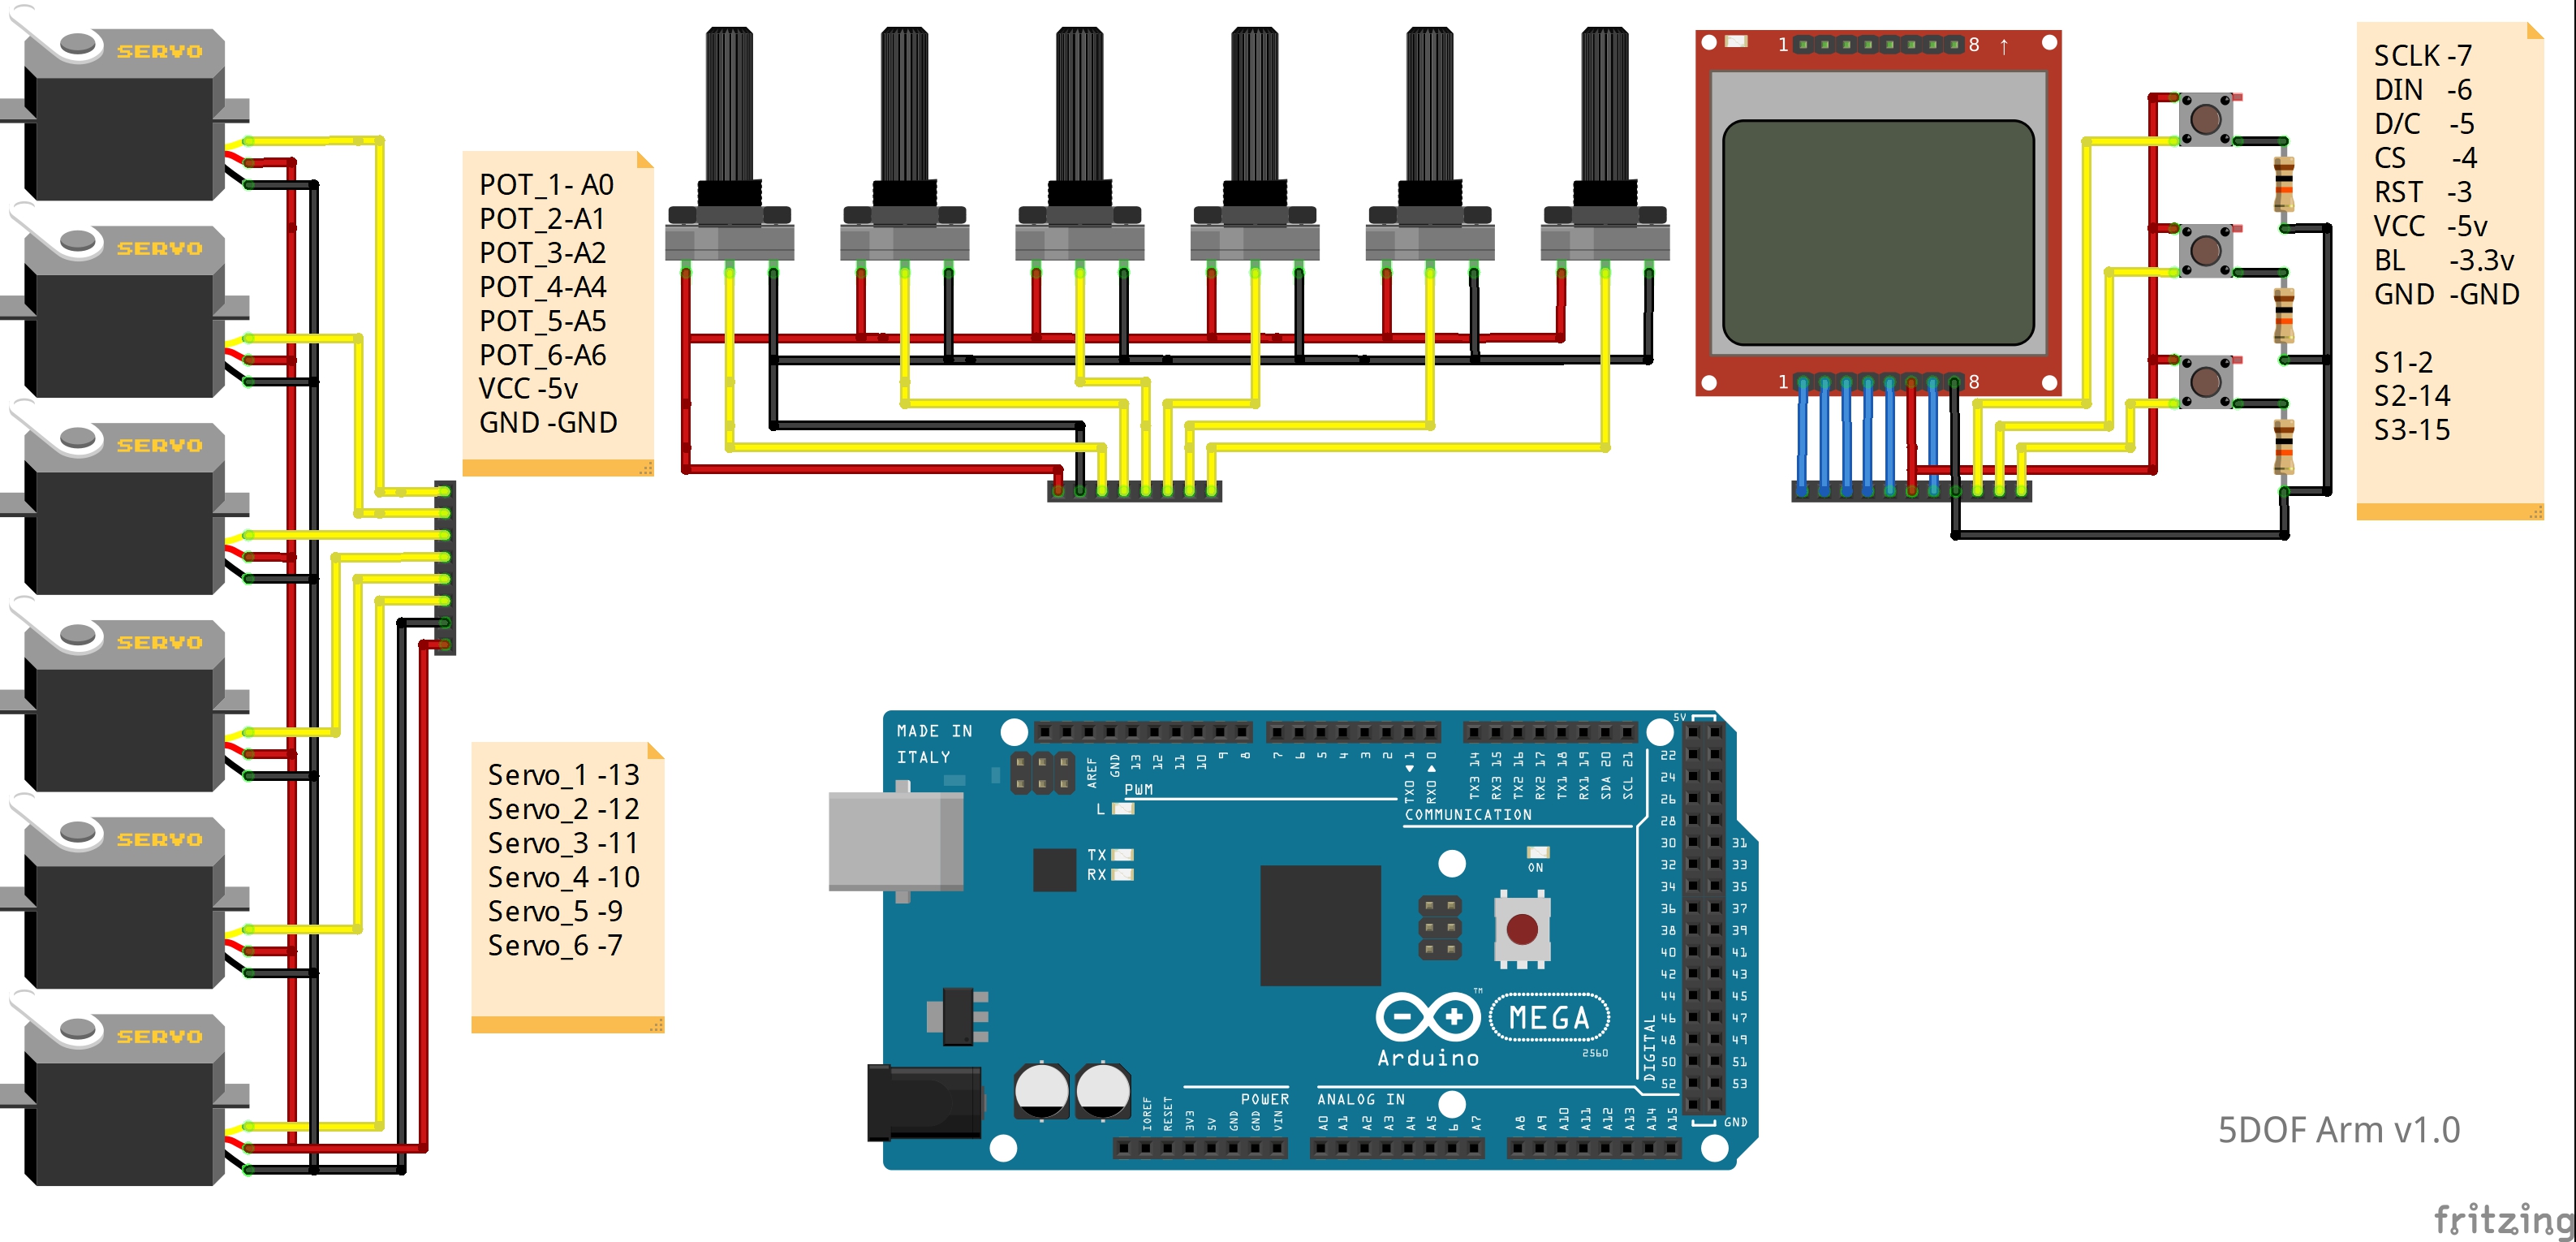 SERVO
SERVO
SERVO
SERVO
SERVO
SERVO
POT_1- A0
POT_2-A1
POT_3-A2
POT_4-A4
POT_5-A5
POT_6-A6
VCC -5v
GND -GND
1 8 ↑
1 8
SCLK -7
DIN -6
D/C -5
CS -4
RST -3
VCC -5v
BL -3.3v
GND -GND
S1-2
S2-14
S3-15
Servo_1 -13
Servo_2 -12
Servo_3 -11
Servo_4 -10
Servo_5 -9
Servo_6 -7
MADE IN
ITALY
AREF GND 13 12 11 10 9 8 7 6 5 4 3 2 TX0 1 RX0 0
TX3 14 RX3 15 TX2 16 RX2 17 TX1 18 RX1 19 SDA 20 SCL 21
PWM
COMMUNICATION
L
TX
RX
ON
5V
22
24
26
28
30 31
32 33
34 35
36 37
38 39
40 41
42 43
44 45
46 47
48 49
50 51
52 53
GND
DIGITAL
TM
MEGA
2560
Arduino
POWER
ANALOG IN
IOREF RESET 3V3 5V GND GND VIN
A0 A1 A2 A3 A4 A5 6 A7
A8 A9 A10 A11 A12 A13 A14 A15
5DOF Arm v1.0
fritzing